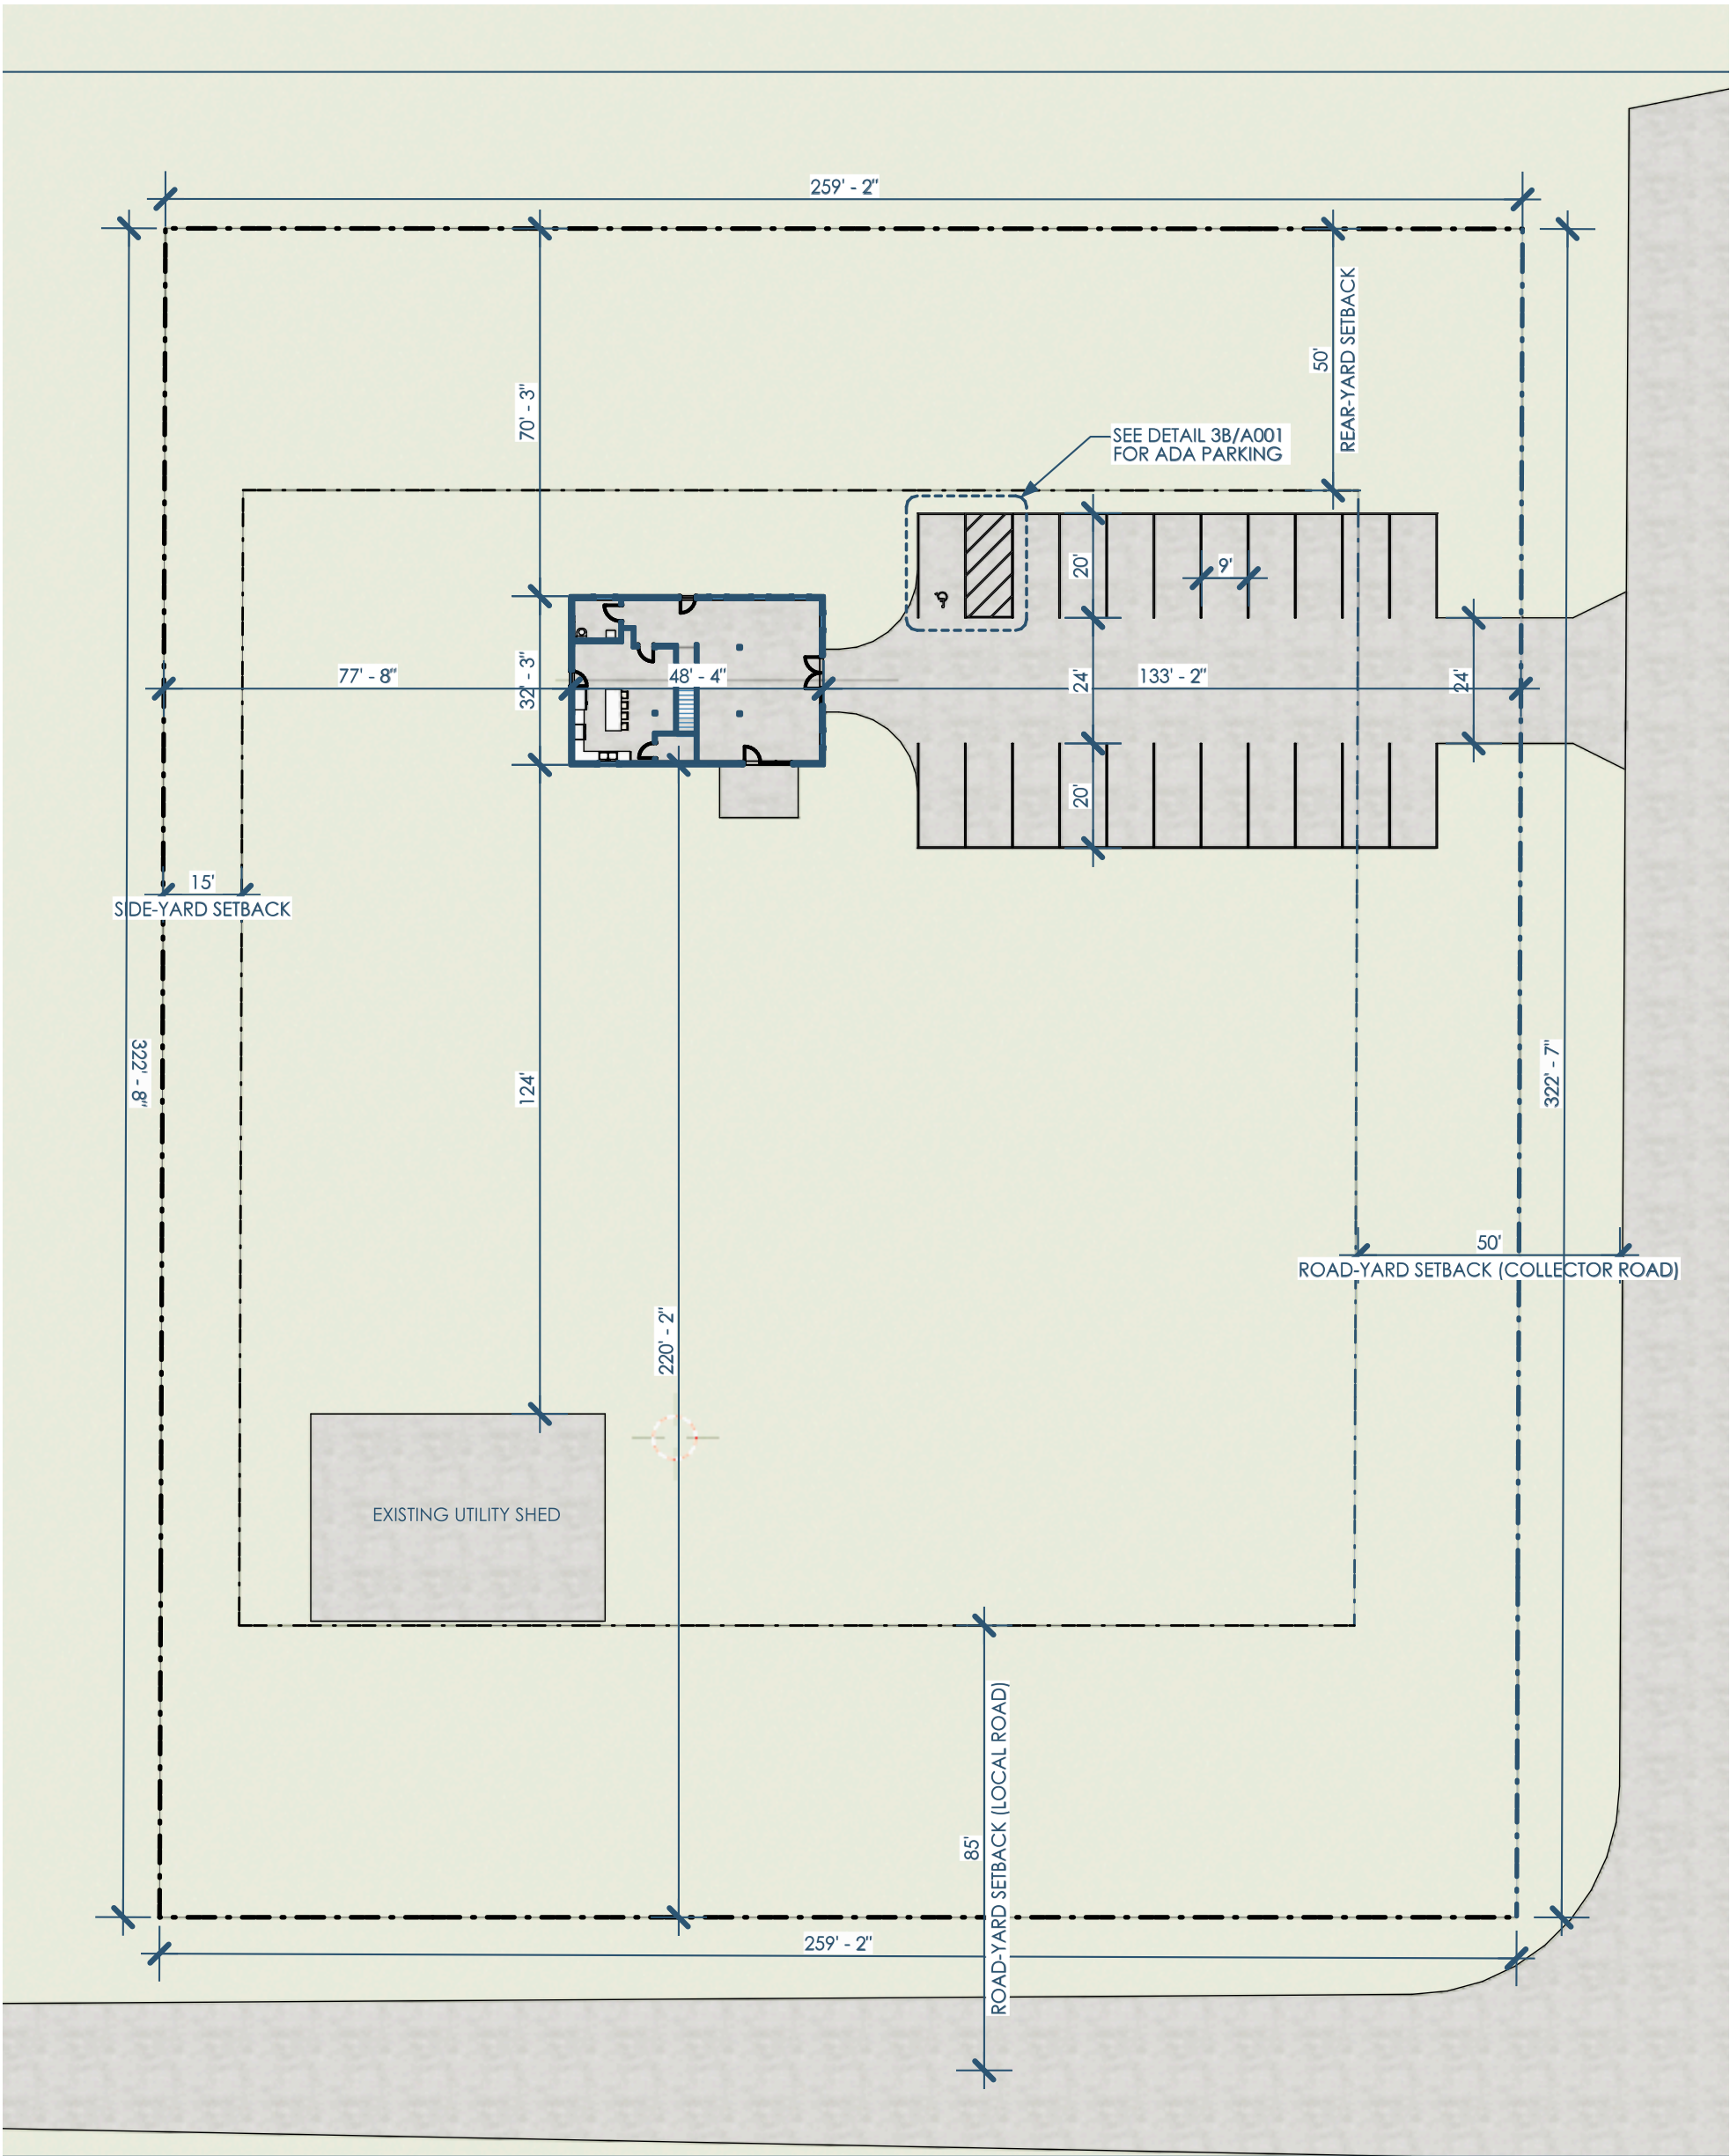 259' - 2"
50'
REAR-YARD SETBACK
70' - 3"
SEE DETAIL 3B/A001
FOR ADA PARKING
20'
9'
77' - 8"
32' - 3"
48' - 4"
24'
133' - 2"
24'
20'
15'
SIDE-YARD SETBACK
322' - 8"
124'
322' - 7"
50'
ROAD-YARD SETBACK (COLLECTOR ROAD)
220' - 2"
EXISTING UTILITY SHED
85'
ROAD-YARD SETBACK (LOCAL ROAD)
259' - 2"